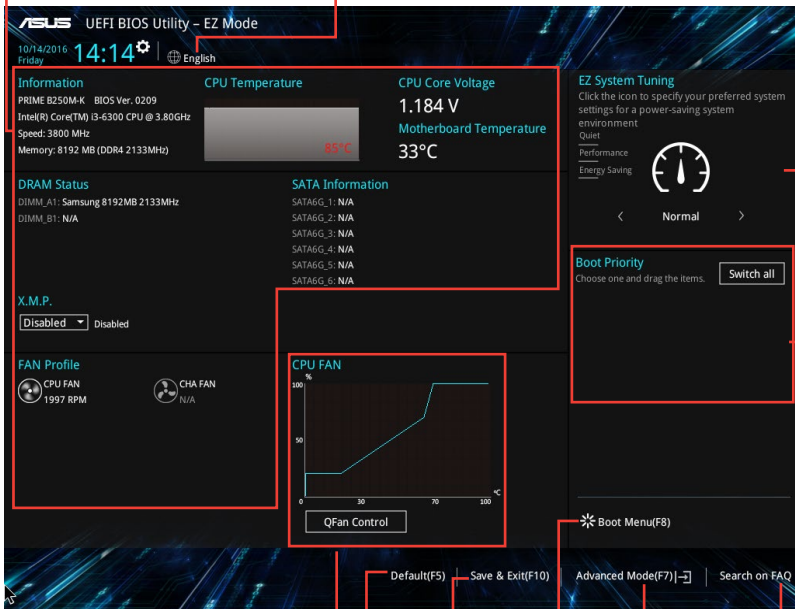 ASUS UEFI BIOS Utility – EZ Mode
10/14/2016
Friday
14:14
English
Information
PRIME B250M-K BIOS Ver. 0209
Intel(R) Core(TM) i3-6300 CPU @ 3.80GHz
Speed: 3800 MHz
Memory: 8192 MB (DDR4 2133MHz)
CPU Temperature
85°C
CPU Core Voltage
1.184 V
Motherboard Temperature
33°C
EZ System Tuning
Click the icon to specify your preferred system
settings for a power-saving system
environment
Quiet
Performance
Energy Saving
< Normal >
DRAM Status
DIMM_A1: Samsung 8192MB 2133MHz
DIMM_B1: N/A
SATA Information
SATA6G_1: N/A
SATA6G_2: N/A
SATA6G_3: N/A
SATA6G_4: N/A
SATA6G_5: N/A
SATA6G_6: N/A
Boot Priority
Choose one and drag the items.
Switch all
X.M.P.
Disabled Disabled
FAN Profile
CPU FAN
1997 RPM
CHA FAN
N/A
CPU FAN
%
100
50
°C
0 30 70 100
QFan Control
Boot Menu(F8)
Default(F5) Save & Exit(F10) Advanced Mode(F7) Search on FAQ